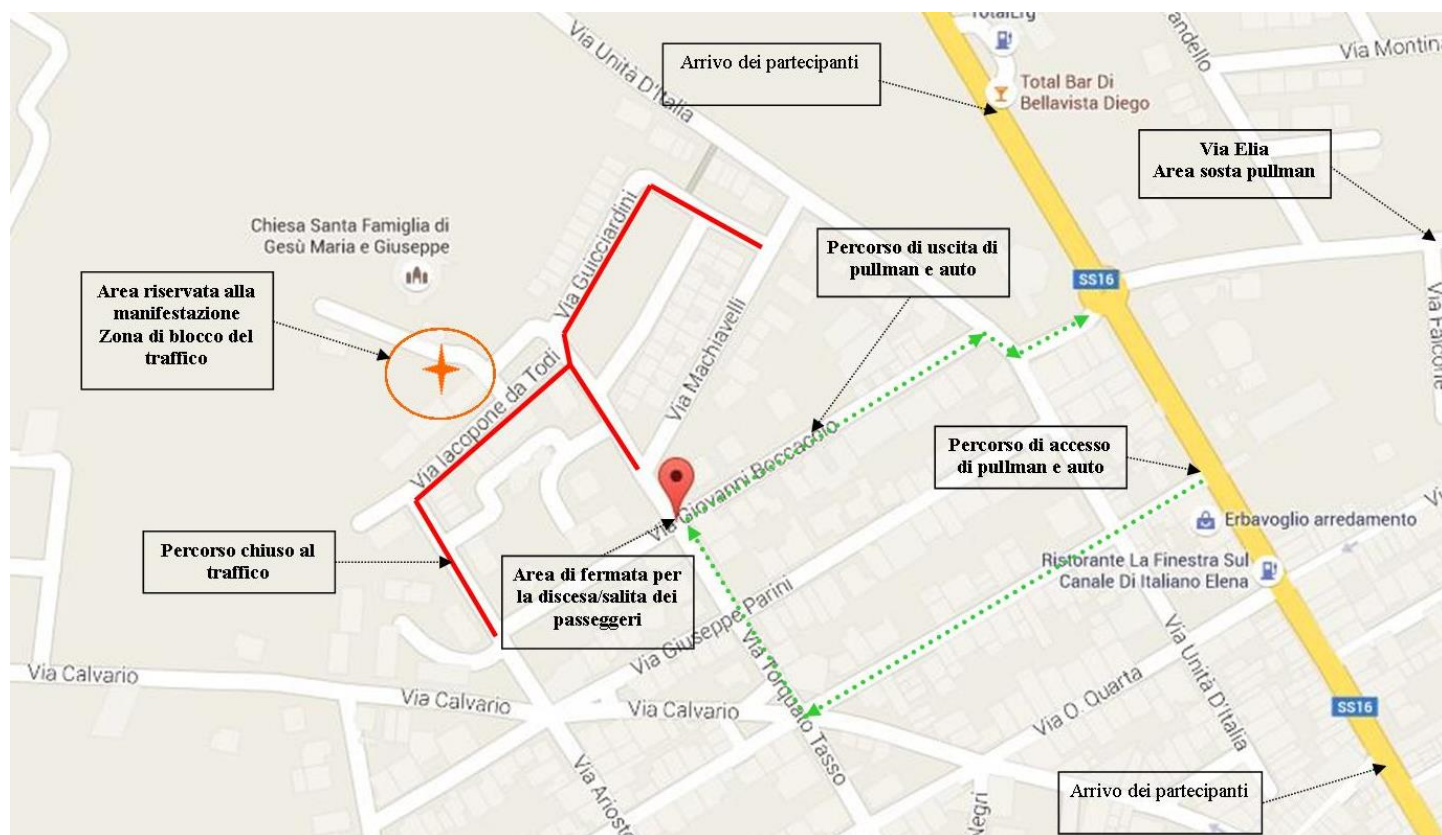 TotalErg
Via Unità D'Italia
Arrivo dei partecipanti
andello
Via Montina
Total Bar Di
Bellavista Diego
Via Elia
Area sosta pullman
Chiesa Santa Famiglia di
Gesù Maria e Giuseppe
Via Guicciardini
Percorso di uscita di
pullman e auto
SS16
Area riservata alla
manifestazione
Zona di blocco del
traffico
Via Machiavelli
Via Falcone
Via Iacopone da Todi
Via Giovanni Boccaccio
Percorso di accesso
di pullman e auto
Erbavoglio arredamento
Percorso chiuso al
traffico
Area di fermata per
la discesa/salita dei
passeggeri
Ristorante La Finestra Sul
Canale Di Italiano Elena
Via Giuseppe Parini
Via Calvario
Via Calvario
Via Calvario
Via Torquato Tasso
Via O. Quarta
Via Unità D'Italia
SS16
Via Ariosto
Negri
Arrivo dei partecipanti